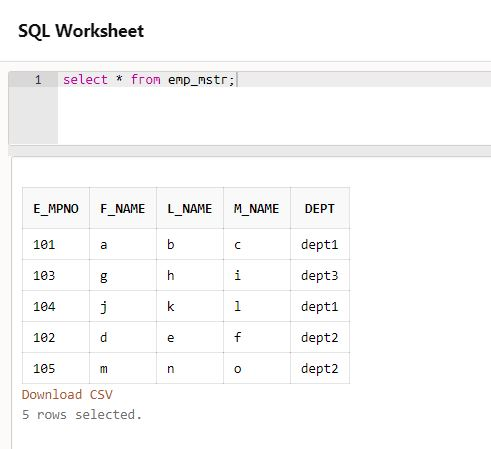 SQL Worksheet
1 select * from emp_mstr;
E_MPNO F_NAME L_NAME M_NAME DEPT
101 a b c dept1
103 g h i dept3
104 j k l dept1
102 d e f dept2
105 m n o dept2
Download CSV
5 rows selected.